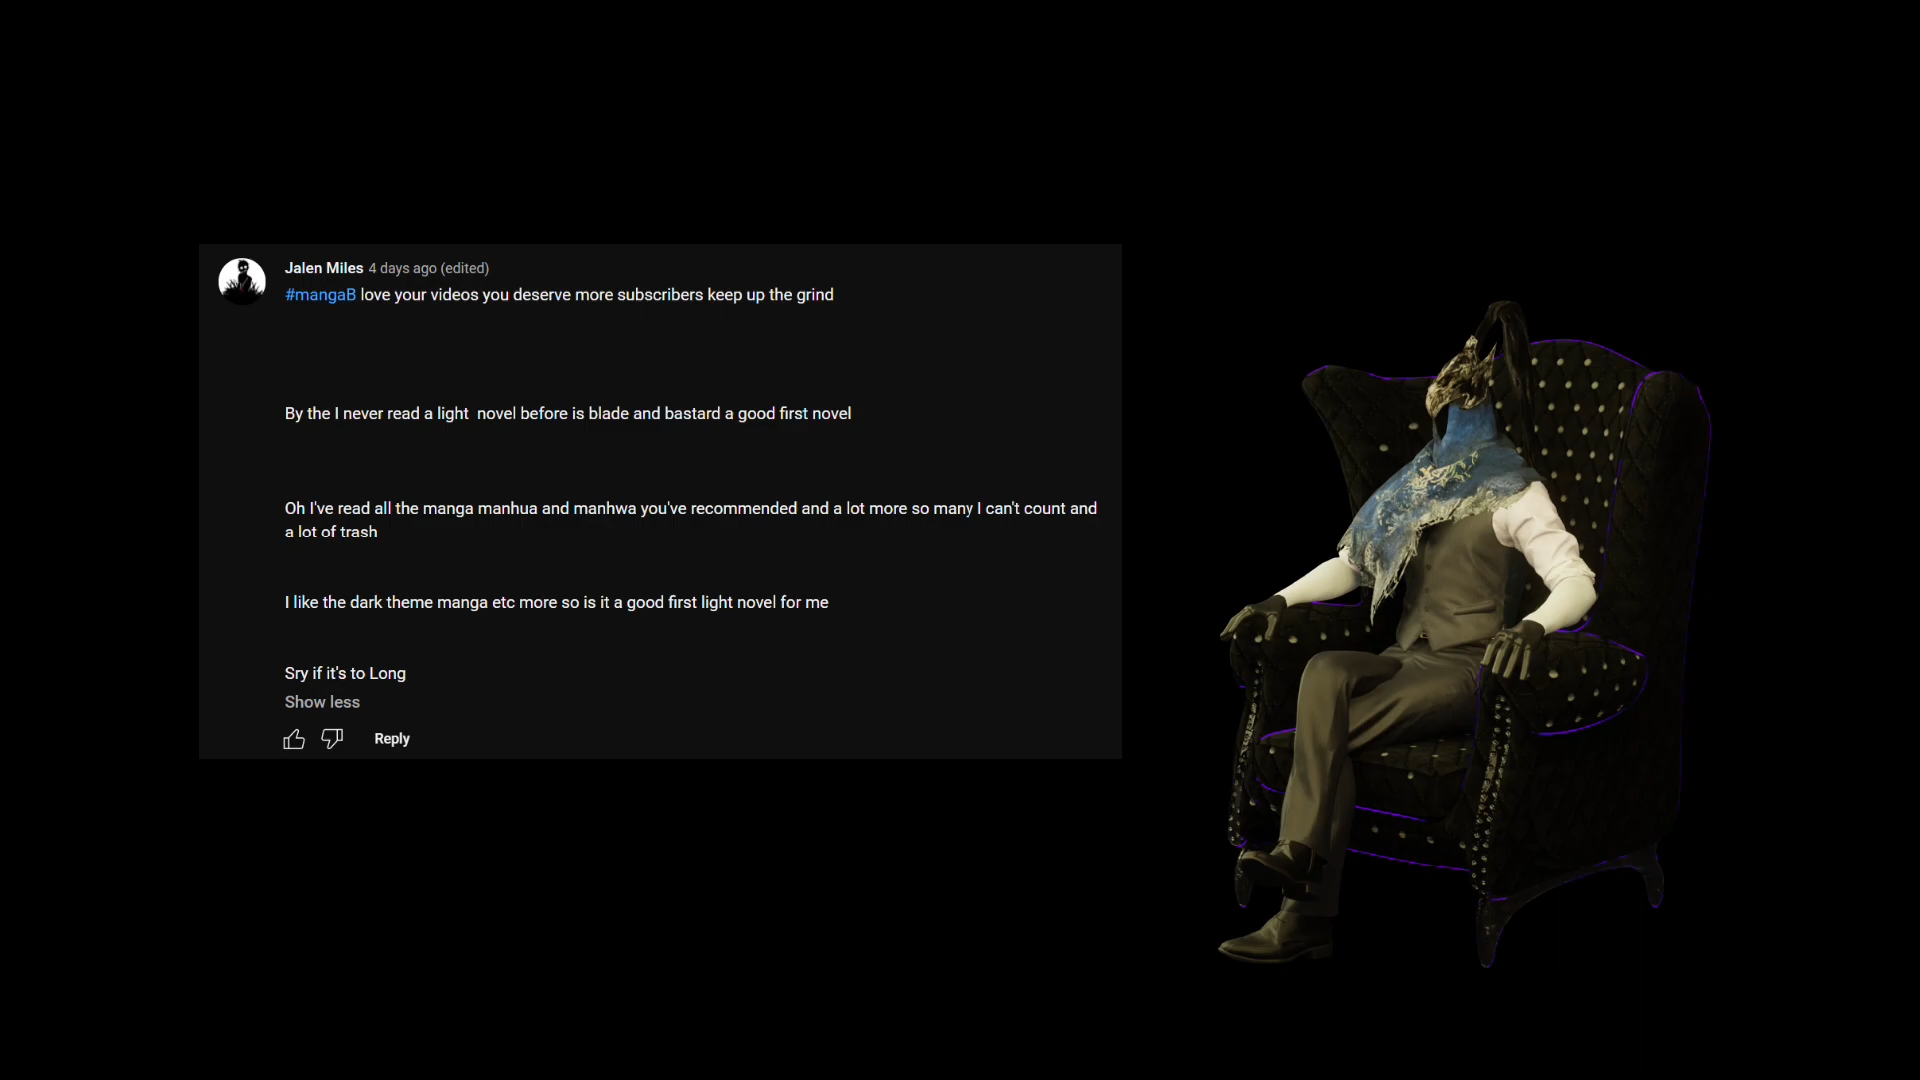 Jalen Miles 4 days ago (edited)
#mangaB love your videos you deserve more subscribers keep up the grind
By the I never read a light  novel before is blade and bastard a good first novel
Oh I've read all the manga manhua and manhwa you've recommended and a lot more so many I can't count and
a lot of trash
I like the dark theme manga etc more so is it a good first light novel for me
Sry if it's to Long
Show less
Reply